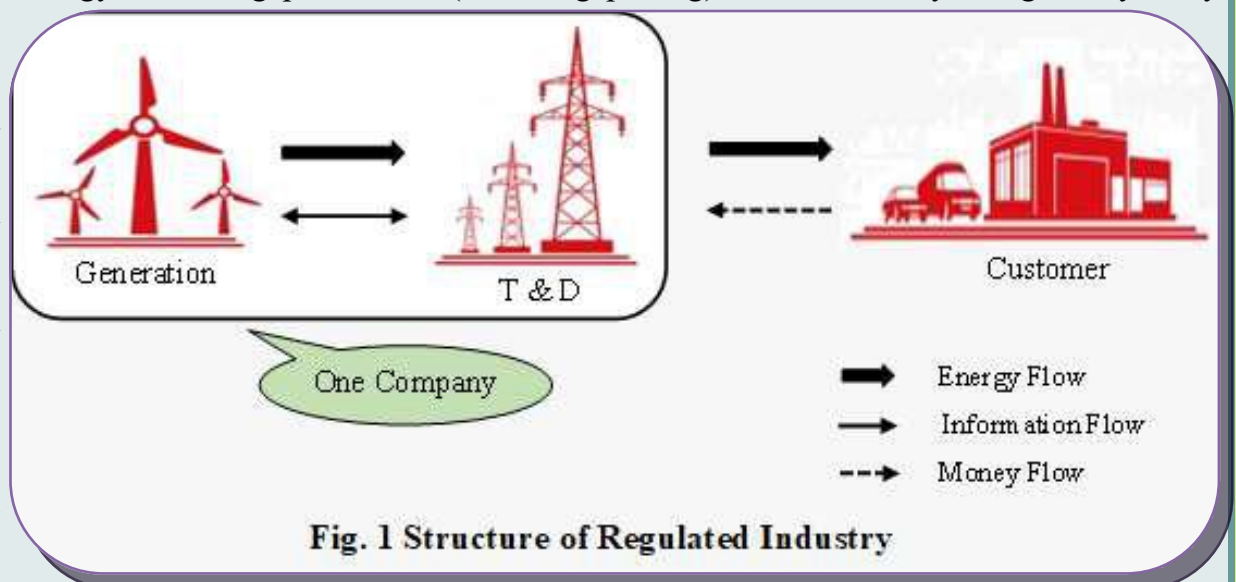 Generation
T & D
Customer
One Company
Energy Flow
Information Flow
Money Flow
Fig. 1 Structure of Regulated Industry